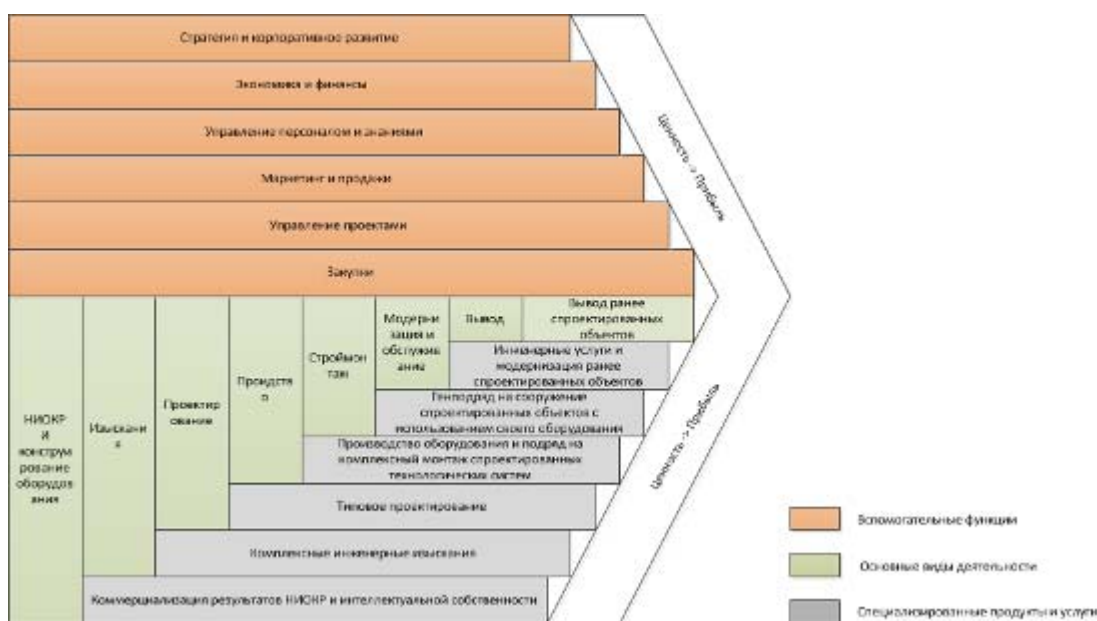 Стратегия и корпоративное развитие
Экономика и финансы
Управление персоналом и знаниями
Маркетинг и продажи
Управление проектами
Закупки
Ценность -> Прибыль
НИОКР
и
констру
рование
оборудов
ания
Изыскани
я
Проектир
ование
Произдств
о
Строймон
таж
Модерни
зация и
обслужив
ание
Вывод
Вывод ранее
спроектированных
объектов
Инженерные услуги и
модернизация ранее
спроектированных объектов
Генподряд на сооружение
спроектированных объектов с
использованием своего оборудования
Производство оборудования и подряд на
комплексный монтаж спроектированных
технологических систем
Типовое проектирование
Комплексные инженерные изыскания
Коммерциализация результатов НИОКР и интеллектуальной собственности
Ценность -> Прибыль
Вспомогательные функции
Основные виды деятельности
Специализированные продукты и услуги